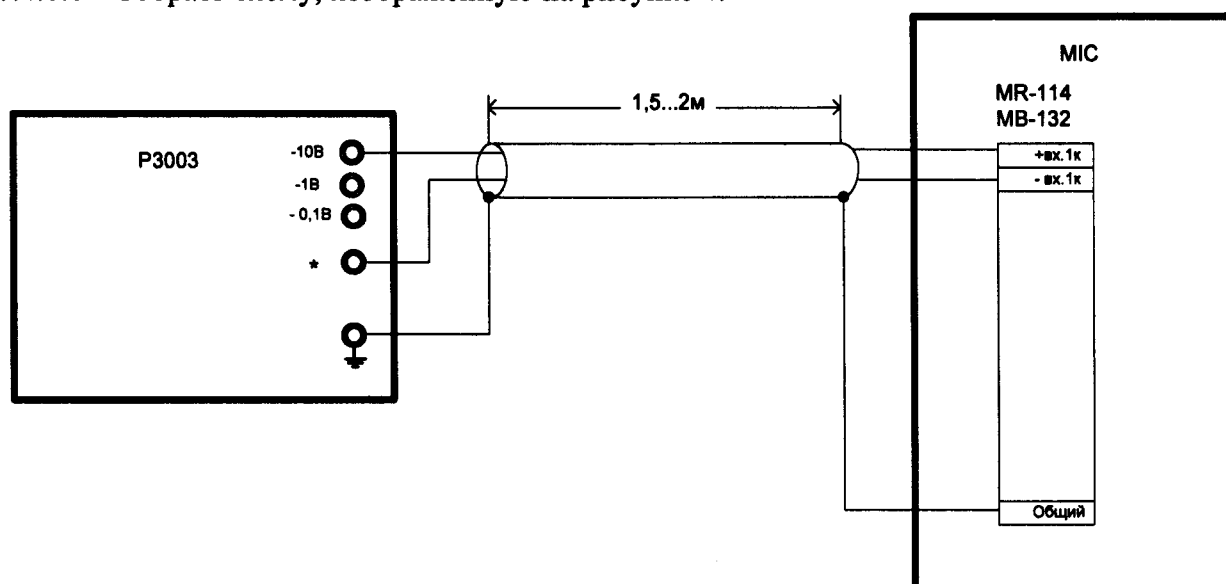 MIC
MR-114
MB-132
1,5...2м
Р3003
-10В
-1В
- 0,1В
*
+вх.1к
- вх.1к
Общий